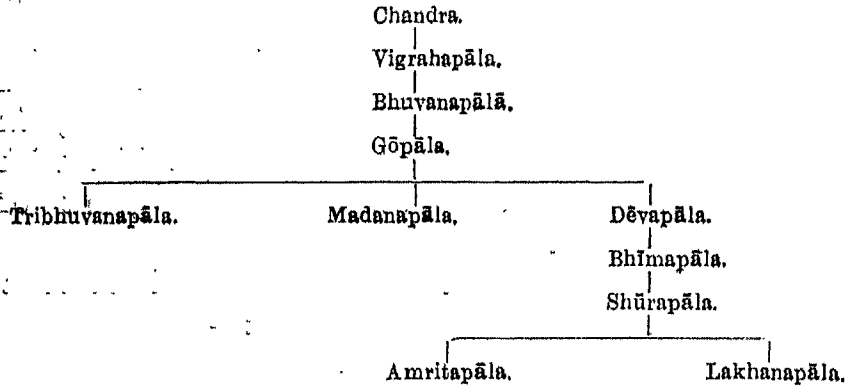 Chandra.
Vigrahapāla.
Bhuvanapālā.
Gōpāla.
Tribhuvanapāla. Madanapāla. Dēvapāla.
Bhīmapāla.
Shūrapāla.
Amritapāla. Lakhanapāla.